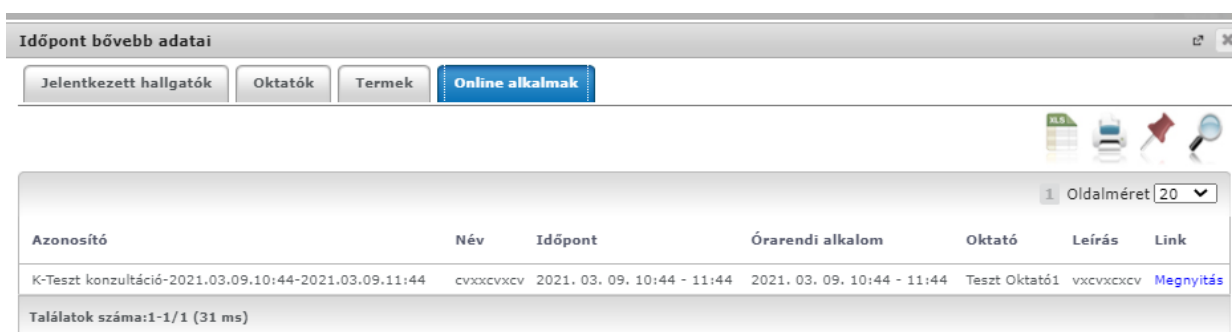 Időpont bővebb adatai
Jelentkezett hallgatók Oktatók Termek Online alkalmak
XLS
1 Oldalméret 20
Azonosító Név Időpont Órarendi alkalom Oktató Leírás Link
K-Teszt konzultáció-2021.03.09.10:44-2021.03.09.11:44 cvxxcvxcv 2021. 03. 09. 10:44 - 11:44 2021. 03. 09. 10:44 - 11:44 Teszt Oktató1 vxcvxcxcv Megnyitás
Találatok száma:1-1/1 (31 ms)